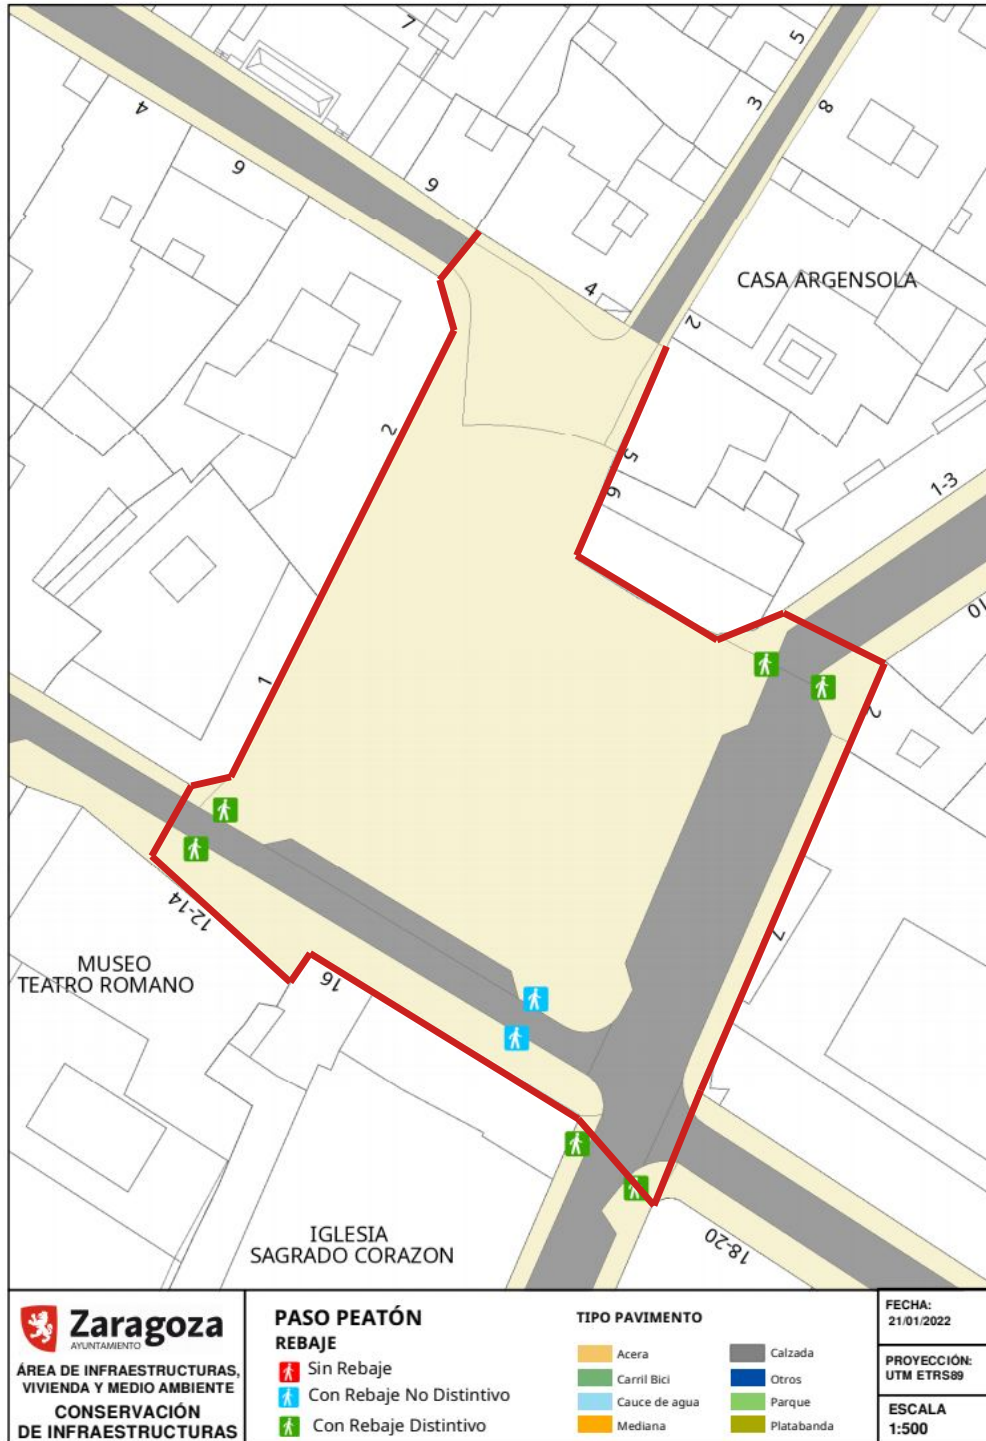 7
5
4
3
8
6
9
CASA ARGENSOLA
4
2
2
5
6
1-3
10
1
2
12-14
7
MUSEO
TEATRO ROMANO
16
IGLESIA
SAGRADO CORAZON
18-20
Zaragoza
AYUNTAMIENTO
ÁREA DE INFRAESTRUCTURAS,
VIVIENDA Y MEDIO AMBIENTE
CONSERVACIÓN
DE INFRAESTRUCTURAS
PASO PEATÓN
REBAJE
Sin Rebaje
Con Rebaje No Distintivo
Con Rebaje Distintivo
TIPO PAVIMENTO
Acera
Carril Bici
Cauce de agua
Mediana
Calzada
Otros
Parque
Platabanda
FECHA:
21/01/2022
PROYECCIÓN:
UTM ETRS89
ESCALA
1:500